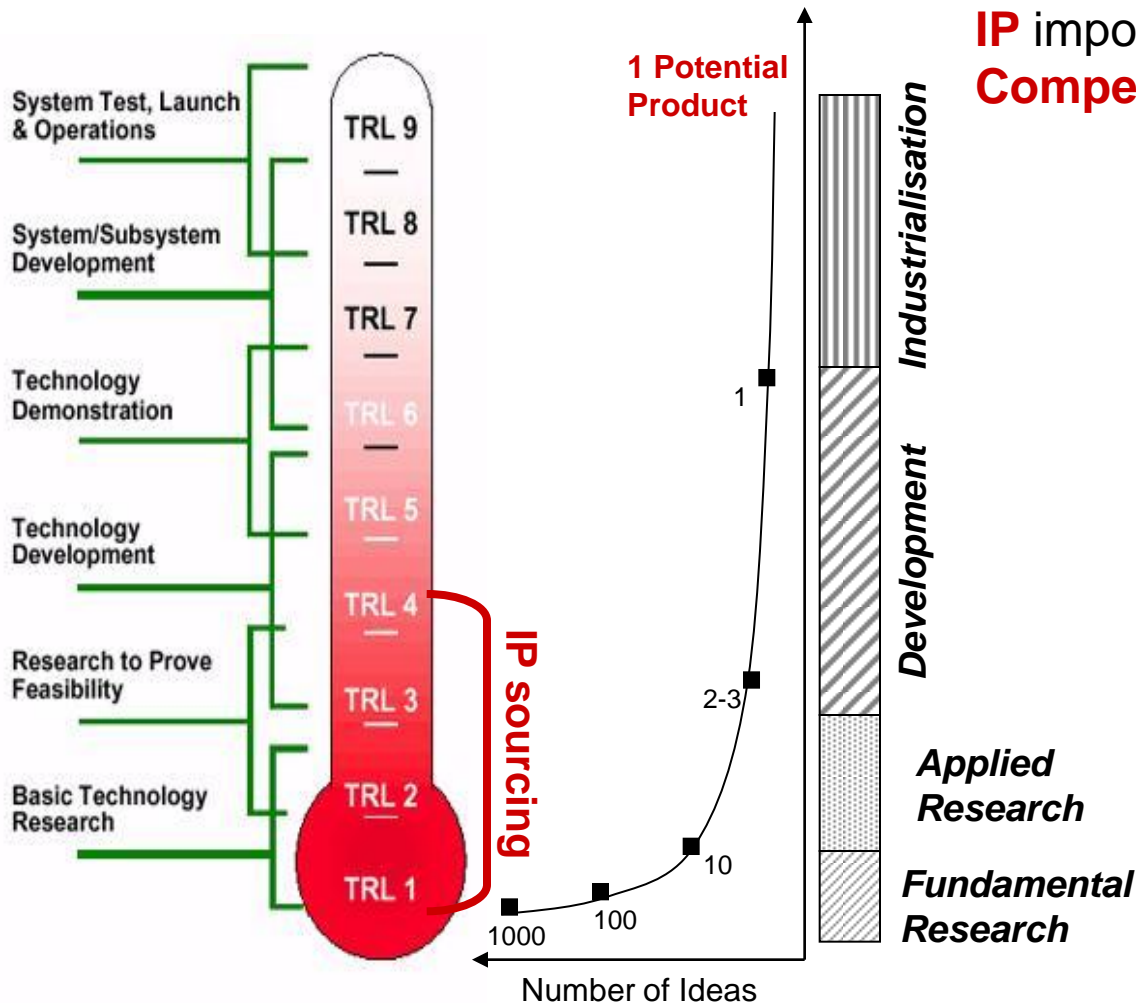 IP impo
Compe
System Test, Launch
& Operations
System/Subsystem
Development
Technology
Demonstration
Technology
Development
Research to Prove
Feasibility
Basic Technology
Research
TRL 9
TRL 8
TRL 7
TRL 6
TRL 5
TRL 4
TRL 3
TRL 2
TRL 1
IP sourcing
1 Potential
Product
1
2-3
10
100
1000
Number of Ideas
Industrialisation
Development
Applied
Research
Fundamental
Research